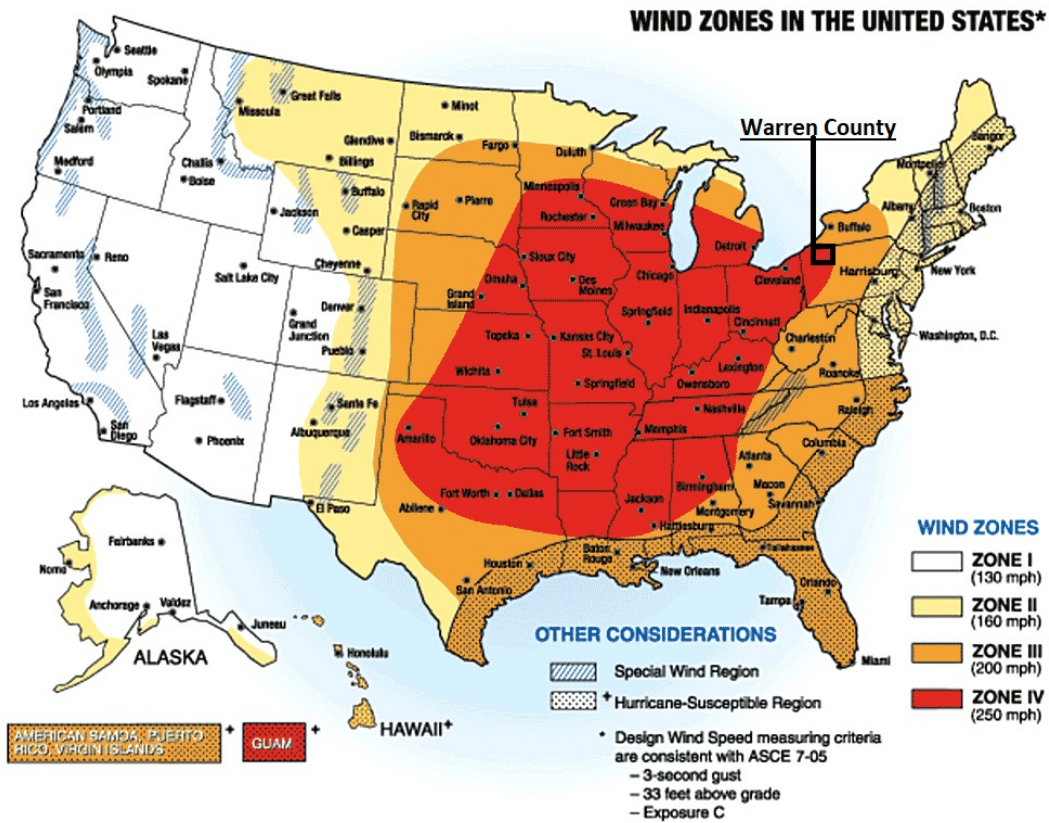 WIND ZONES IN THE UNITED STATES*
Warren County
Seattle
Olympia
Spokane
Portland
Salem
Medford
Missoula
Great Falls
Challis
Boise
Glendive
Billings
Minot
Bismarck
Fargo
Duluth
Bangor
Montpelier
Albany
Boston
Buffalo
Jackson
Casper
Cheyenne
Rapid
City
Pierre
Minneapolis
Rochester
Green Bay
Milwaukee
Detroit
Buffalo
Cleveland
Harrisburg
New York
Sacramento
San
Francisco
Reno
Salt Lake City
Las
Vegas
Grand
Junction
Denver
Pueblo
Omaha
Grand
Island
Sioux City
Des
Moines
Chicago
Springfield
Indianapolis
Cincinnati
Charleston
Washington, D.C.
Topeka
Kansas City
St. Louis
Lexington
Owensboro
Roanoke
Wichita
Springfield
Nashville
Raleigh
Los Angeles
San
Diego
Flagstaff
Phoenix
Sante Fe
Albuquerque
Amarillo
Tulsa
Oklahoma City
Fort Smith
Little
Rock
Memphis
Columbia
Atlanta
Macon
Savannah
Birmingham
Montgomery
El Paso
Abilene
Fort Worth
Dallas
Jackson
Hattiesburg
Tallahassee
Houston
San Antonio
Baton
Rouge
New Orleans
Orlando
Tampa
Miami
Fairbanks
Nome
Anchorage
Valdez
Juneau
ALASKA
Honolulu
HAWAII+
AMERICAN SAMOA, PUERTO
RICO, VIRGIN ISLANDS
+
GUAM
+
OTHER CONSIDERATIONS
Special Wind Region
+ Hurricane-Susceptible Region
* Design Wind Speed measuring criteria
are consistent with ASCE 7-05
– 3-second gust
– 33 feet above grade
– Exposure C
WIND ZONES
ZONE I
(130 mph)
ZONE II
(160 mph)
ZONE III
(200 mph)
ZONE IV
(250 mph)